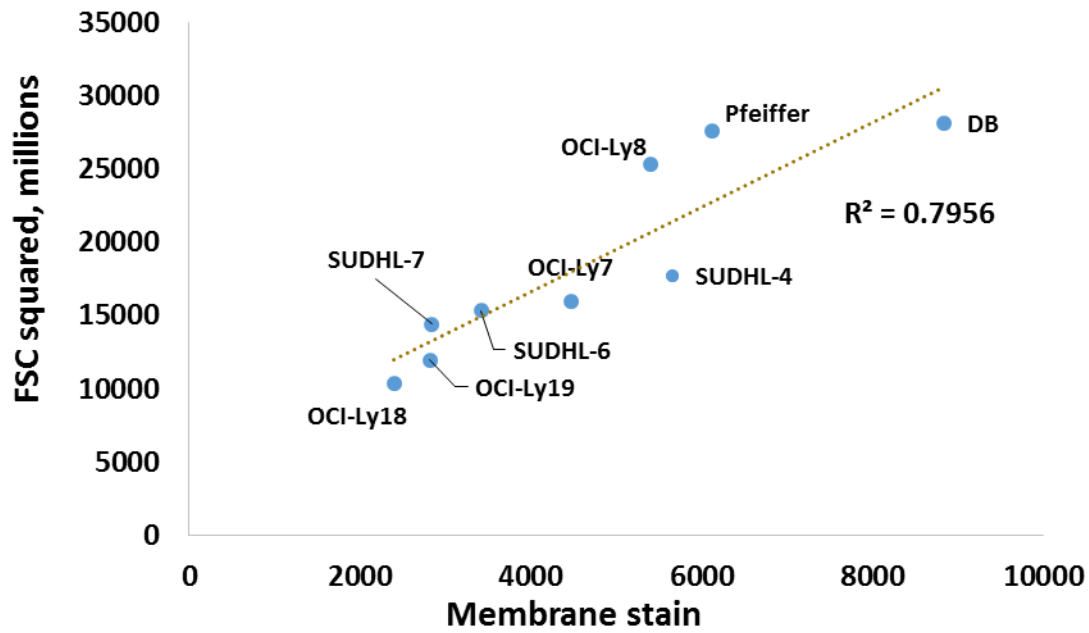 35000
30000
25000
20000
15000
10000
5000
0
FSC squared, millions
Pfeiffer
DB
OCI-Ly8
R² = 0.7956
SUDHL-7
OCI-Ly7
SUDHL-4
SUDHL-6
OCI-Ly19
OCI-Ly18
0 2000 4000 6000 8000 10000
Membrane stain